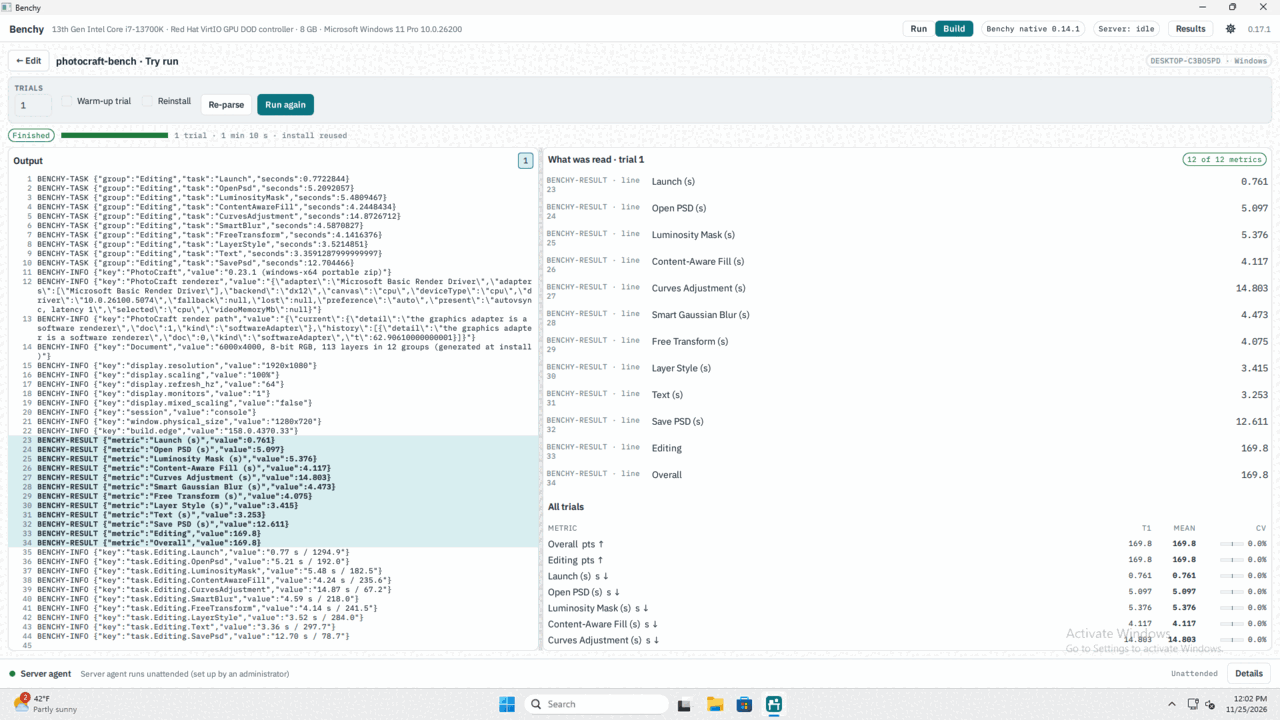 Benchy
Benchy 13th Gen Intel Core i7-13700K · Red Hat VirtIO GPU DOD controller · 8 GB · Microsoft Windows 11 Pro 10.0.26200 Run Build Benchy native 0.14.1 Server: idle Results 0.17.1
← Edit photocraft-bench · Try run DESKTOP-C3BO5PD · Windows
TRIALS
1 Warm-up trial Reinstall Re-parse Run again
Finished 1 trial · 1 min 10 s · install reused
Output 1
1 BENCHY-TASK {"group":"Editing","task":"Launch","seconds":0.7722844}
2 BENCHY-TASK {"group":"Editing","task":"OpenPsd","seconds":5.2092057}
3 BENCHY-TASK {"group":"Editing","task":"LuminosityMask","seconds":5.4809467}
4 BENCHY-TASK {"group":"Editing","task":"ContentAwareFill","seconds":4.2448434}
5 BENCHY-TASK {"group":"Editing","task":"CurvesAdjustment","seconds":14.8726712}
6 BENCHY-TASK {"group":"Editing","task":"SmartBlur","seconds":4.5870827}
7 BENCHY-TASK {"group":"Editing","task":"FreeTransform","seconds":4.1416376}
8 BENCHY-TASK {"group":"Editing","task":"LayerStyle","seconds":3.5214851}
9 BENCHY-TASK {"group":"Editing","task":"Text","seconds":3.3591287999999997}
10 BENCHY-TASK {"group":"Editing","task":"SavePsd","seconds":12.704466}
11 BENCHY-INFO {"key":"PhotoCraft","value":"0.23.1 (windows-x64 portable zip)"}
12 BENCHY-INFO {"key":"PhotoCraft renderer","value":"{\"adapter\":\"Microsoft Basic Render Driver\",\"adapter
s\":[\"Microsoft Basic Render Driver\"],\"backend\":\"dx12\",\"canvas\":\"cpu\",\"deviceType\":\"cpu\",\"d
river\":\"10.0.26100.5074\",\"fallback\":null,\"lost\":null,\"preference\":\"auto\",\"present\":\"autovsyn
c, latency 1\",\"selected\":\"cpu\",\"videoMemoryMb\":null}"}
13 BENCHY-INFO {"key":"PhotoCraft render path","value":"{\"current\":{\"detail\":\"the graphics adapter is a
software renderer\",\"doc\":1,\"kind\":\"softwareAdapter\"},\"history\":[{\"detail\":\"the graphics adapte
r is a software renderer\",\"doc\":0,\"kind\":\"softwareAdapter\",\"t\":62.90610000000001}]}"}
14 BENCHY-INFO {"key":"Document","value":"6000x4000, 8-bit RGB, 113 layers in 12 groups (generated at install
)"}
15 BENCHY-INFO {"key":"display.resolution","value":"1920x1080"}
16 BENCHY-INFO {"key":"display.scaling","value":"100%"}
17 BENCHY-INFO {"key":"display.refresh_hz","value":"64"}
18 BENCHY-INFO {"key":"display.monitors","value":"1"}
19 BENCHY-INFO {"key":"display.mixed_scaling","value":"false"}
20 BENCHY-INFO {"key":"session","value":"console"}
21 BENCHY-INFO {"key":"window.physical_size","value":"1280x720"}
22 BENCHY-INFO {"key":"build.edge","value":"158.0.4370.33"}
23 BENCHY-RESULT {"metric":"Launch (s)","value":0.761}
24 BENCHY-RESULT {"metric":"Open PSD (s)","value":5.097}
25 BENCHY-RESULT {"metric":"Luminosity Mask (s)","value":5.376}
26 BENCHY-RESULT {"metric":"Content-Aware Fill (s)","value":4.117}
27 BENCHY-RESULT {"metric":"Curves Adjustment (s)","value":14.803}
28 BENCHY-RESULT {"metric":"Smart Gaussian Blur (s)","value":4.473}
29 BENCHY-RESULT {"metric":"Free Transform (s)","value":4.075}
30 BENCHY-RESULT {"metric":"Layer Style (s)","value":3.415}
31 BENCHY-RESULT {"metric":"Text (s)","value":3.253}
32 BENCHY-RESULT {"metric":"Save PSD (s)","value":12.611}
33 BENCHY-RESULT {"metric":"Editing","value":169.8}
34 BENCHY-RESULT {"metric":"Overall","value":169.8}
35 BENCHY-INFO {"key":"task.Editing.Launch","value":"0.77 s / 1294.9"}
36 BENCHY-INFO {"key":"task.Editing.OpenPsd","value":"5.21 s / 192.0"}
37 BENCHY-INFO {"key":"task.Editing.LuminosityMask","value":"5.48 s / 182.5"}
38 BENCHY-INFO {"key":"task.Editing.ContentAwareFill","value":"4.24 s / 235.6"}
39 BENCHY-INFO {"key":"task.Editing.CurvesAdjustment","value":"14.87 s / 67.2"}
40 BENCHY-INFO {"key":"task.Editing.SmartBlur","value":"4.59 s / 218.0"}
41 BENCHY-INFO {"key":"task.Editing.FreeTransform","value":"4.14 s / 241.5"}
42 BENCHY-INFO {"key":"task.Editing.LayerStyle","value":"3.52 s / 284.0"}
43 BENCHY-INFO {"key":"task.Editing.Text","value":"3.36 s / 297.7"}
44 BENCHY-INFO {"key":"task.Editing.SavePsd","value":"12.70 s / 78.7"}
45
What was read · trial 1 12 of 12 metrics
BENCHY-RESULT · line 23 Launch (s) 0.761
BENCHY-RESULT · line 24 Open PSD (s) 5.097
BENCHY-RESULT · line 25 Luminosity Mask (s) 5.376
BENCHY-RESULT · line 26 Content-Aware Fill (s) 4.117
BENCHY-RESULT · line 27 Curves Adjustment (s) 14.803
BENCHY-RESULT · line 28 Smart Gaussian Blur (s) 4.473
BENCHY-RESULT · line 29 Free Transform (s) 4.075
BENCHY-RESULT · line 30 Layer Style (s) 3.415
BENCHY-RESULT · line 31 Text (s) 3.253
BENCHY-RESULT · line 32 Save PSD (s) 12.611
BENCHY-RESULT · line 33 Editing 169.8
BENCHY-RESULT · line 34 Overall 169.8
All trials
METRIC T1 MEAN CV
Overall pts ↑ 169.8 169.8 0.0%
Editing pts ↑ 169.8 169.8 0.0%
Launch (s) s ↓ 0.761 0.761 0.0%
Open PSD (s) s ↓ 5.097 5.097 0.0%
Luminosity Mask (s) s ↓ 5.376 5.376 0.0%
Content-Aware Fill (s) s ↓ 4.117 4.117 0.0%
Curves Adjustment (s) s ↓ 14.803 14.803 0.0%
Activate Windows
Go to Settings to activate Windows.
Server agent Server agent runs unattended (set up by an administrator) Unattended Details
2 42°F
Partly sunny
Search
12:02 PM
11/25/2026